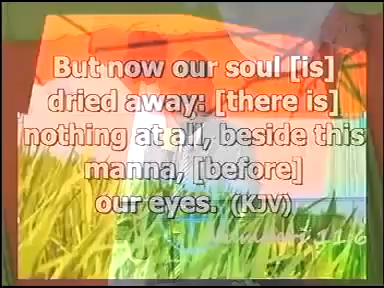 But now our soul [is]
dried away: [there is]
nothing at all, beside this
manna, [before]
our eyes. (KJV)